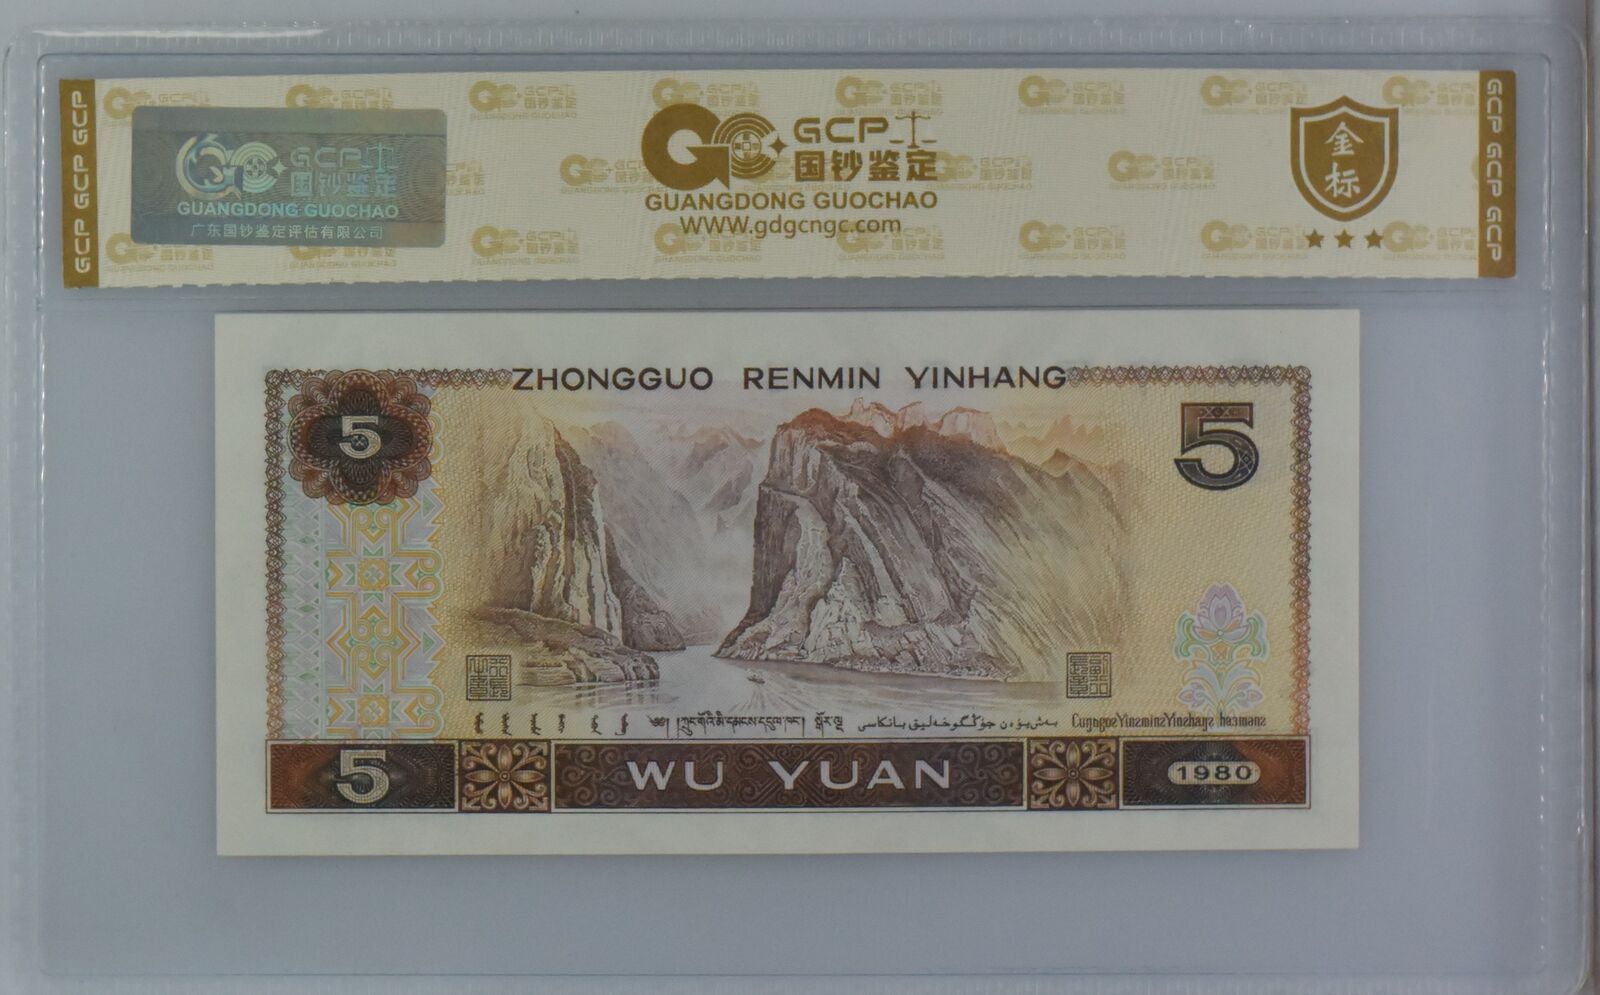 GCP GCP GCP
GCP 国钞鉴定
GUANGDONG GUOCHAO
广东国钞鉴定评估有限公司
GCP
国钞鉴定
GUANGDONG GUOCHAO
WWW.gdgcngc.com
金标
GCP GCP GCP
ZHONGGUO RENMIN YINHANG
5
5
5
WU YUAN
1980